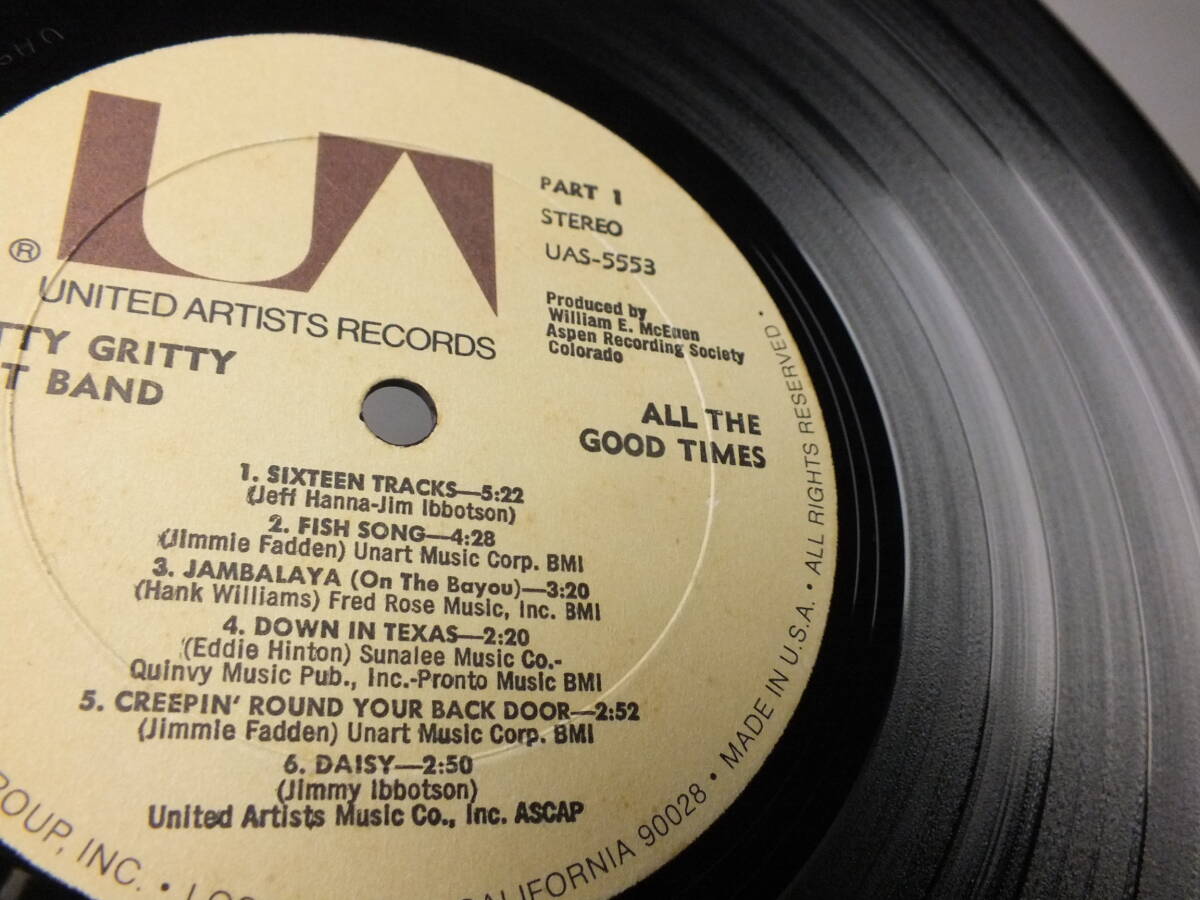 UA
®
UNITED ARTISTS RECORDS
TTY GRITTY
T BAND
PART 1
STEREO
UAS-5553
Produced by
William E. McEuen
Aspen Recording Society
Colorado
ALL THE
GOOD TIMES
1. SIXTEEN TRACKS—5:22
(Jeff Hanna-Jim Ibbotson)
2. FISH SONG—4:28
(Jimmie Fadden) Unart Music Corp. BMI
3. JAMBALAYA (On The Bayou)—3:20
(Hank Williams) Fred Rose Music, Inc. BMI
4. DOWN IN TEXAS—2:20
(Eddie Hinton) Sunalee Music Co.-
Quinvy Music Pub., Inc.-Pronto Music BMI
5. CREEPIN' ROUND YOUR BACK DOOR—2:52
(Jimmie Fadden) Unart Music Corp. BMI
6. DAISY—2:50
(Jimmy Ibbotson)
United Artists Music Co., Inc. ASCAP
ROUP, INC. • LOS CALIFORNIA 90028 • MADE IN U.S.A. • ALL RIGHTS RESERVED •